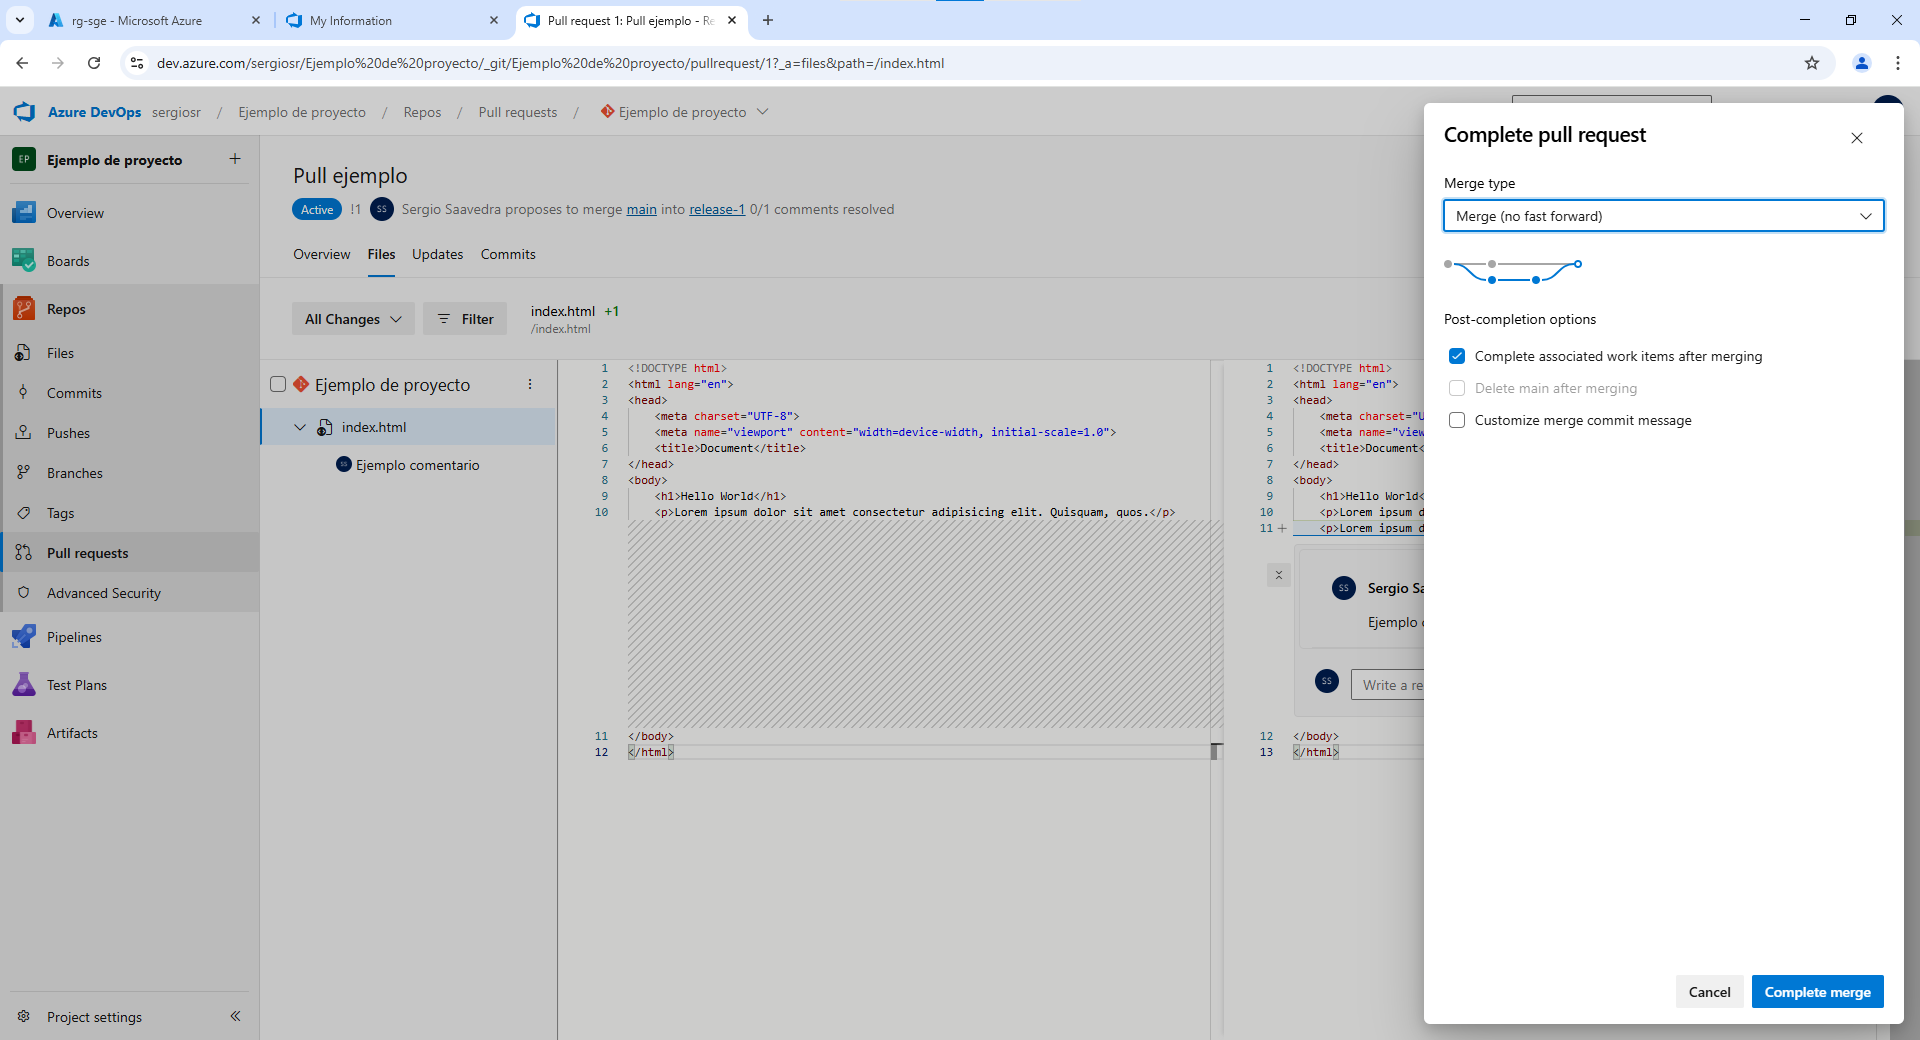 rg-sge - Microsoft Azure
My Information
Pull request 1: Pull ejemplo - Re
dev.azure.com/sergiosr/Ejemplo%20de%20proyecto/_git/Ejemplo%20de%20proyecto/pullrequest/1?_a=files&path=/index.html
Azure DevOps sergiosr / Ejemplo de proyecto / Repos / Pull requests / Ejemplo de proyecto
EP Ejemplo de proyecto
Overview
Boards
Repos
Files
Commits
Pushes
Branches
Tags
Pull requests
Advanced Security
Pipelines
Test Plans
Artifacts
Project settings
Pull ejemplo
Active !1 SS Sergio Saavedra proposes to merge main into release-1 0/1 comments resolved
Overview Files Updates Commits
All Changes Filter
index.html +1
/index.html
Ejemplo de proyecto
index.html
SS Ejemplo comentario
1 <!DOCTYPE html>
2 <html lang="en">
3 <head>
4 <meta charset="UTF-8">
5 <meta name="viewport" content="width=device-width, initial-scale=1.0">
6 <title>Document</title>
7 </head>
8 <body>
9 <h1>Hello World</h1>
10 <p>Lorem ipsum dolor sit amet consectetur adipisicing elit. Quisquam, quos.</p>
11 </body>
12 </html>
1 <!DOCTYPE html>
2 <html lang="en">
3 <head>
4 <meta charset="U
5 <meta name="view
6 <title>Document<
7 </head>
8 <body>
9 <h1>Hello World<
10 <p>Lorem ipsum d
11 + <p>Lorem ipsum d
SS Sergio Sa
Ejemplo c
SS Write a re
12 </body>
13 </html>
Complete pull request
Merge type
Merge (no fast forward)
Post-completion options
Complete associated work items after merging
Delete main after merging
Customize merge commit message
Cancel Complete merge